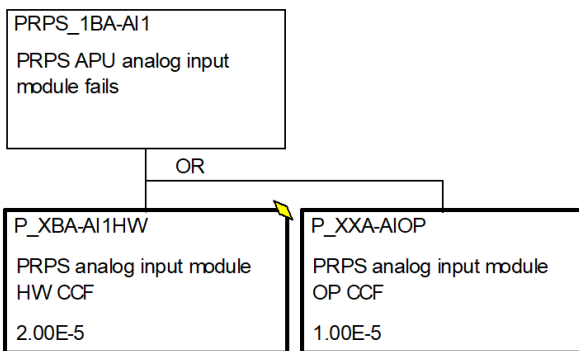 PRPS_1BA-AI1
PRPS APU analog input
module fails
OR
P_XBA-AI1HW
PRPS analog input module
HW CCF
2.00E-5
P_XXA-AIOP
PRPS analog input module
OP CCF
1.00E-5